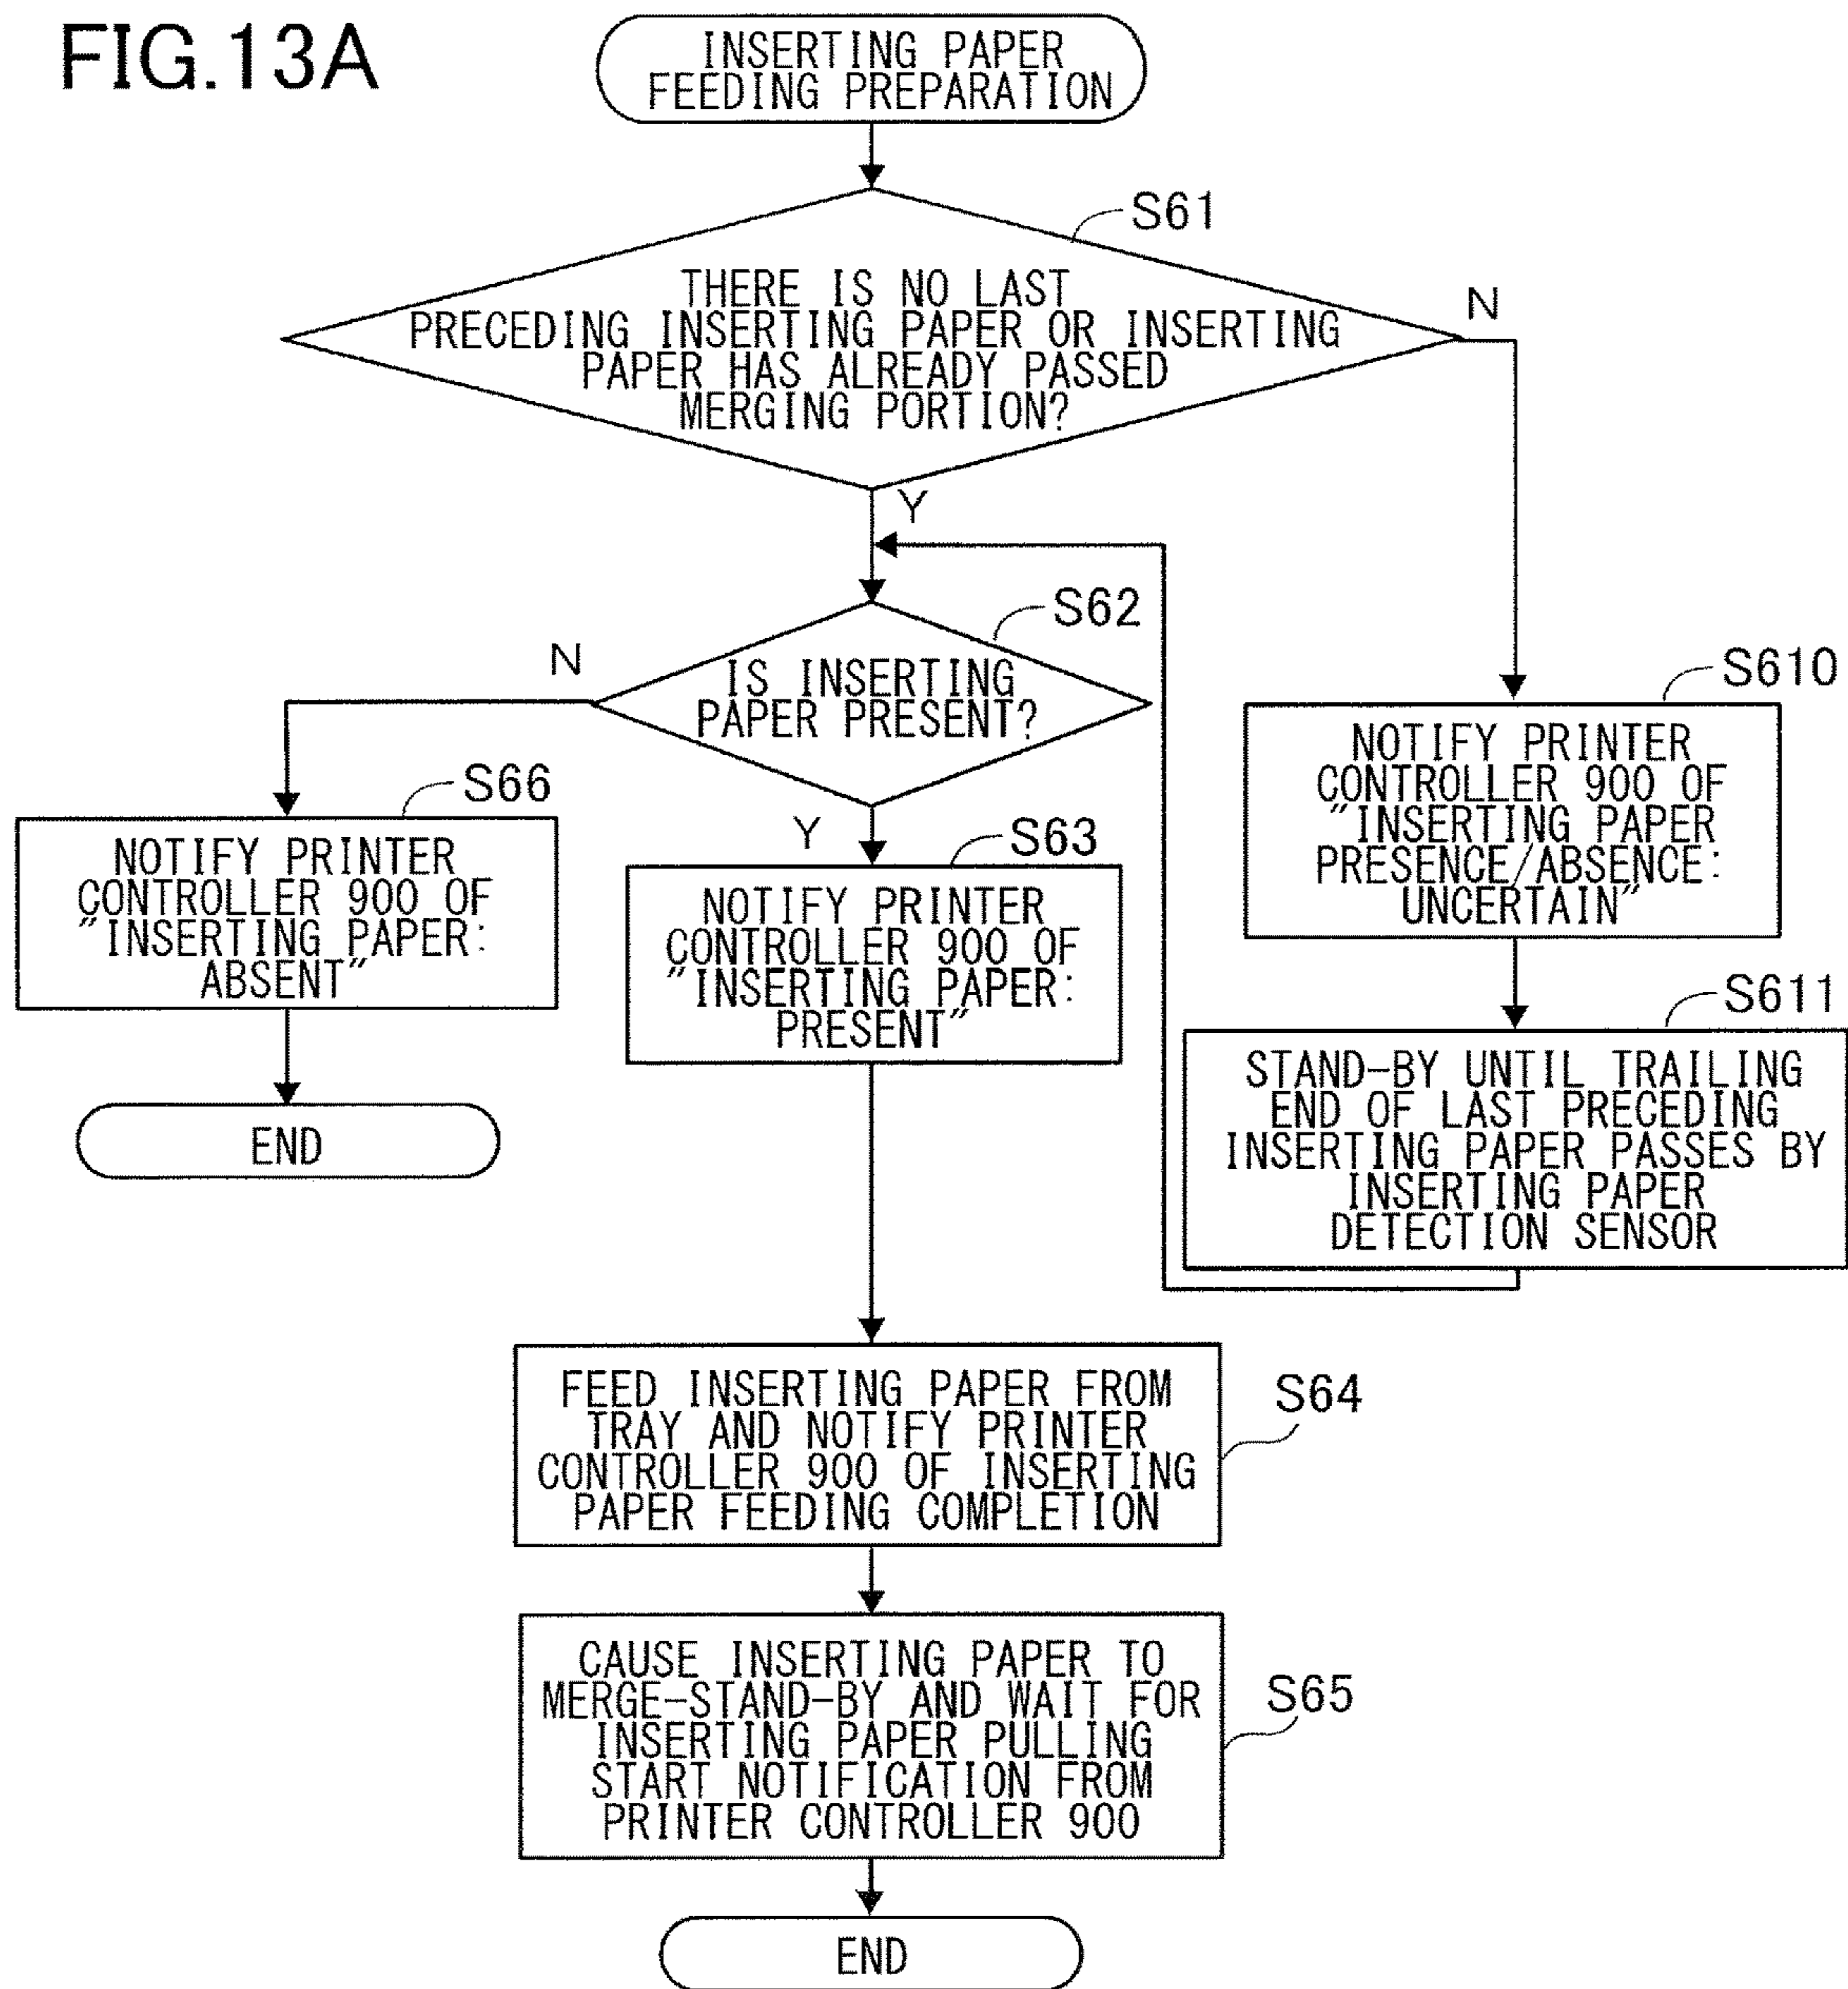 FIG.13A
INSERTING PAPER
FEEDING PREPARATION
S61
THERE IS NO LAST
PRECEDING INSERTING PAPER OR INSERTING
PAPER HAS ALREADY PASSED
MERGING PORTION?
N
Y
S62
IS INSERTING
PAPER PRESENT?
N
Y
S66
NOTIFY PRINTER
CONTROLLER 900 OF
"INSERTING PAPER:
ABSENT"
END
S63
NOTIFY PRINTER
CONTROLLER 900 OF
"INSERTING PAPER:
PRESENT"
S610
NOTIFY PRINTER
CONTROLLER 900 OF
"INSERTING PAPER
PRESENCE/ABSENCE:
UNCERTAIN"
S611
STAND-BY UNTIL TRAILING
END OF LAST PRECEDING
INSERTING PAPER PASSES BY
INSERTING PAPER
DETECTION SENSOR
S64
FEED INSERTING PAPER FROM
TRAY AND NOTIFY PRINTER
CONTROLLER 900 OF INSERTING
PAPER FEEDING COMPLETION
S65
CAUSE INSERTING PAPER TO
MERGE-STAND-BY AND WAIT FOR
INSERTING PAPER PULLING
START NOTIFICATION FROM
PRINTER CONTROLLER 900
END